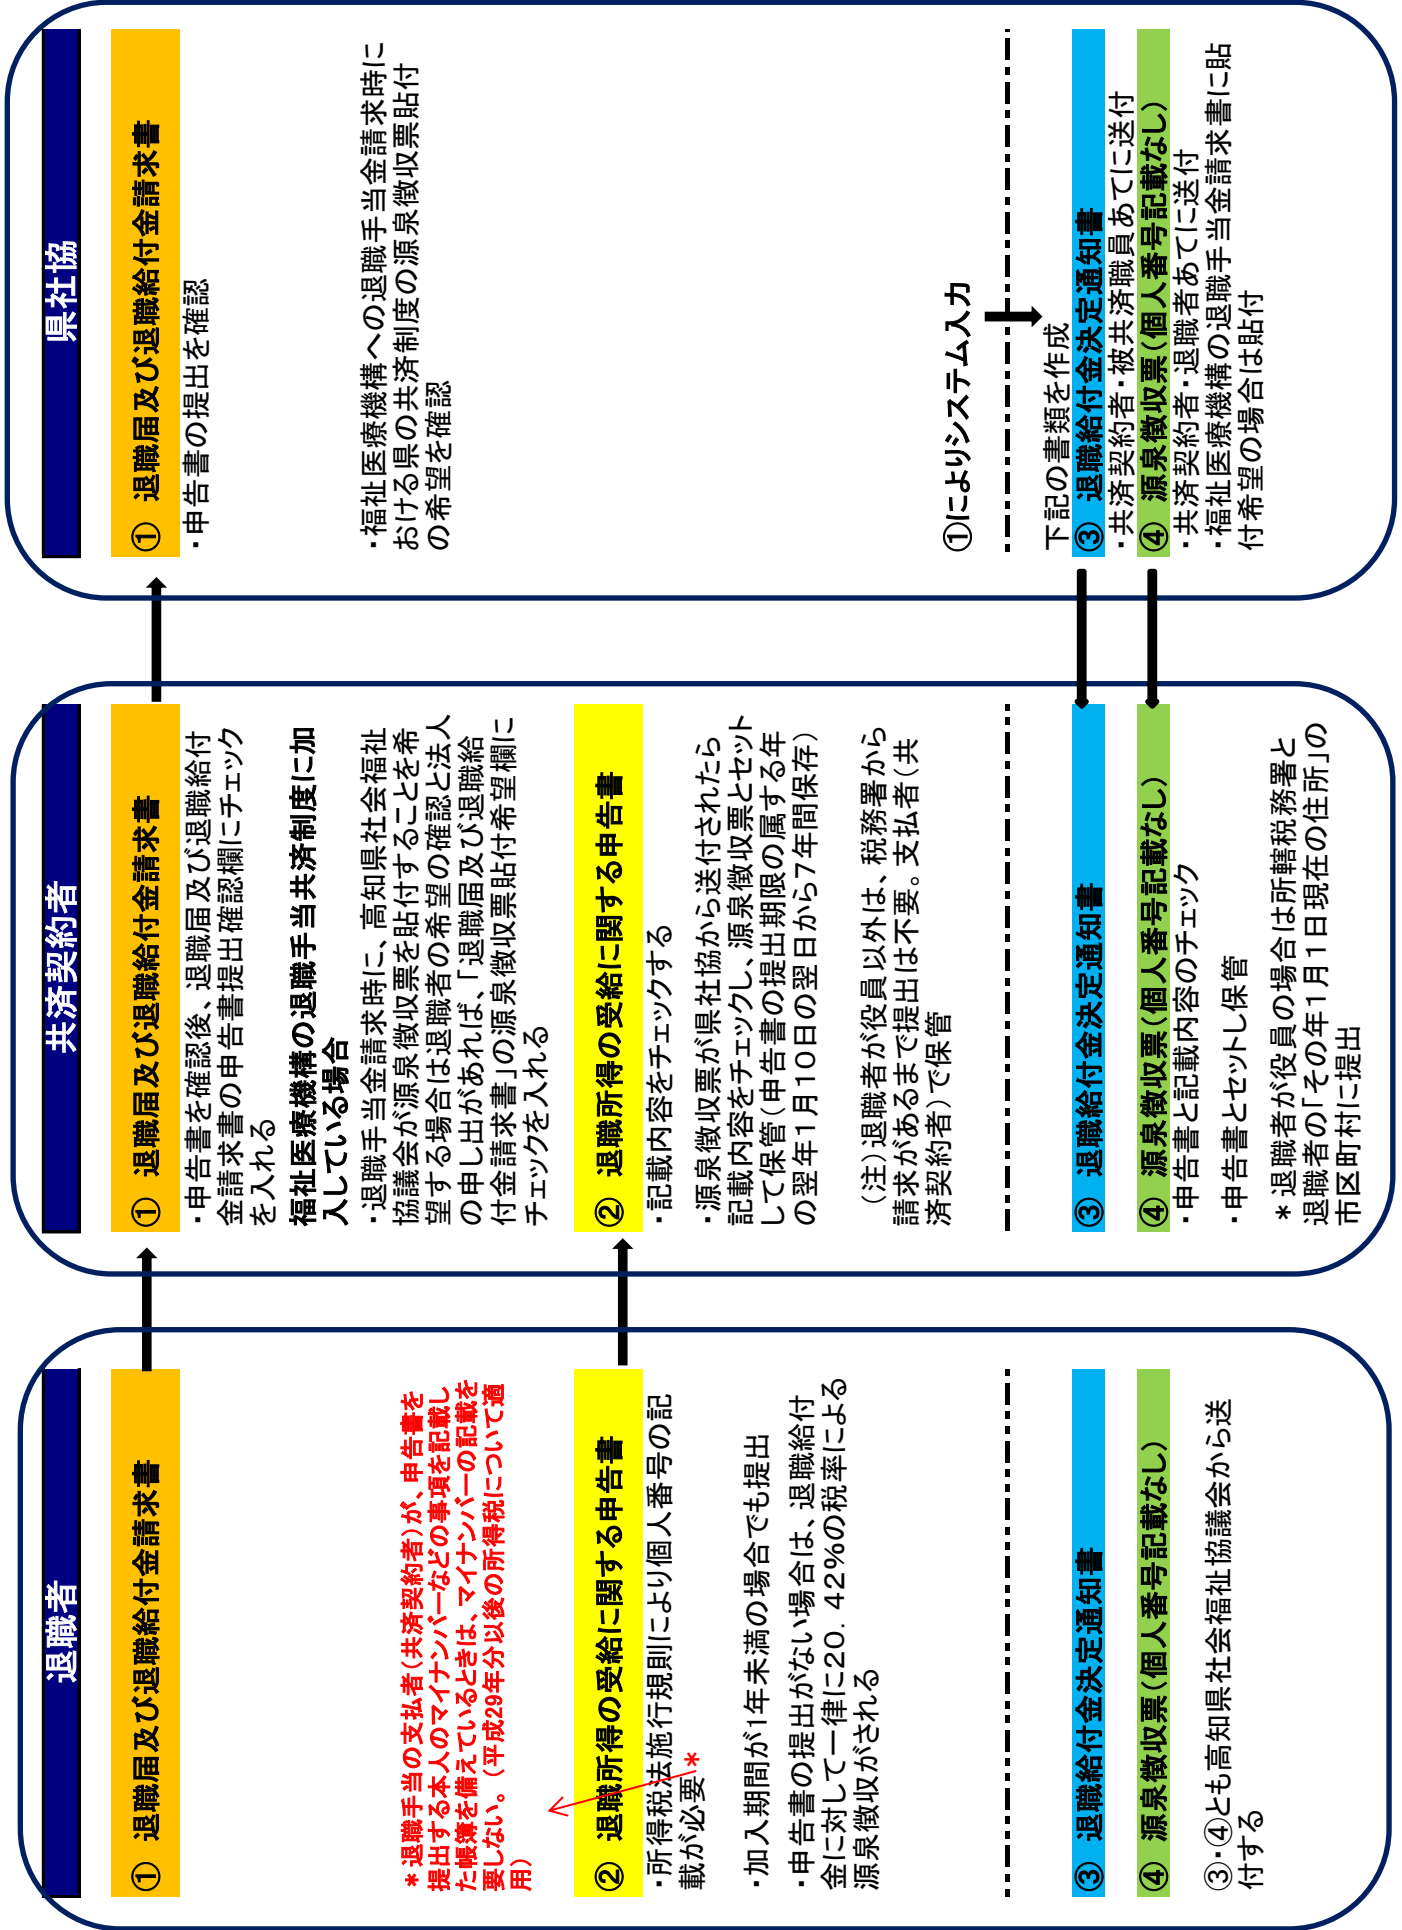 退職者
① 退職届及び退職給付金請求書
＊退職手当の支払者（共済契約者）が、申告書を
提出する本人のマイナンバーなどの事項を記載し
た帳簿を備えているときは、マイナンバーの記載を
要しない。（平成29年分以後の所得税について適
用）
② 退職所得の受給に関する申告書
・所得税法施行規則により個人番号の記
載が必要＊
・加入期間が１年未満の場合でも提出
・申告書の提出がない場合は、退職給付
金に対して一律に２０．４２％の税率による
源泉徴収がされる
③ 退職給付金決定通知書
④ 源泉徴収票（個人番号記載なし）
③・④とも高知県社会福祉協議会から送
付する
共済契約者
① 退職届及び退職給付金請求書
・申告書を確認後、退職届及び退職給付
金請求書の申告書提出確認欄にチェック
を入れる
福祉医療機構の退職手当共済制度に加
入している場合
・退職手当金請求時に、高知県社会福祉
協議会が源泉徴収票を貼付することを希
望する場合は退職者の希望の確認と法人
の申し出があれば、「退職届及び退職給
付金請求書」の源泉徴収票貼付希望欄に
チェックを入れる
② 退職所得の受給に関する申告書
・記載内容をチェックする
・源泉徴収票が県社協から送付されたら
記載内容をチェックし、源泉徴収票とセット
して保管（申告書の提出期限の属する年
の翌年１月１０日の翌日から７年間保存）
（注）退職者が役員以外は、税務署から
請求があるまで提出は不要。支払者（共
済契約者）で保管
③ 退職給付金決定通知書
④ 源泉徴収票（個人番号記載なし）
・申告書と記載内容のチェック
・申告書とセットし保管
＊退職者が役員の場合は所轄税務署と
退職者の「その年１月１日現在の住所」の
市区町村に提出
県社協
① 退職届及び退職給付金請求書
・申告書の提出を確認
・福祉医療機構への退職手当金請求時に
おける県の共済制度の源泉徴収票貼付
の希望を確認
①によりシステム入力
下記の書類を作成
③ 退職給付金決定通知書
・共済契約者・被共済職員あてに送付
④ 源泉徴収票（個人番号記載なし）
・共済契約者・退職者あてに送付
・福祉医療機構の退職手当金請求書に貼
付希望の場合は貼付